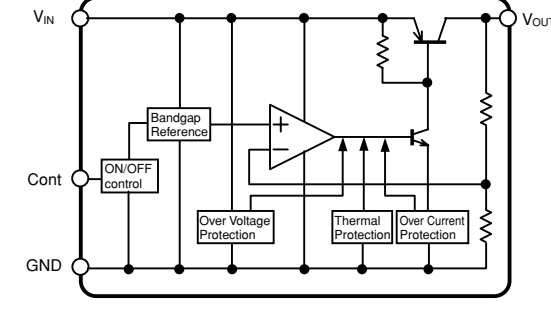 VIN
VOUT
Bandgap
Reference
+
−
ON/OFF
control
Cont
Over Voltage
Protection
Thermal
Protection
Over Current
Protection
GND